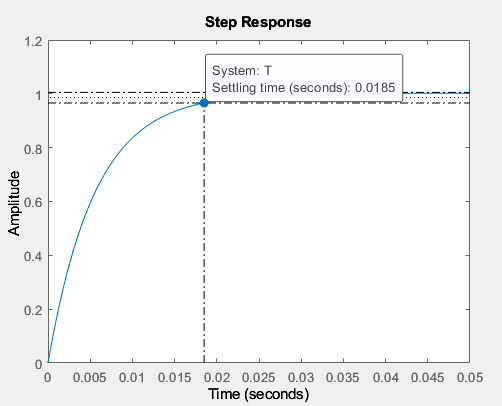 Step Response
System: T
Settling time (seconds): 0.0185
Amplitude
1.2
1
0.8
0.6
0.4
0.2
0
0 0.005 0.01 0.015 0.02 0.025 0.03 0.035 0.04 0.045 0.05
Time (seconds)